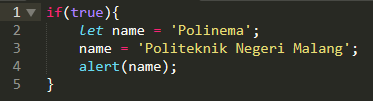 1 if(true){
2 let name = 'Polinema';
3 name = 'Politeknik Negeri Malang';
4 alert(name);
5 }